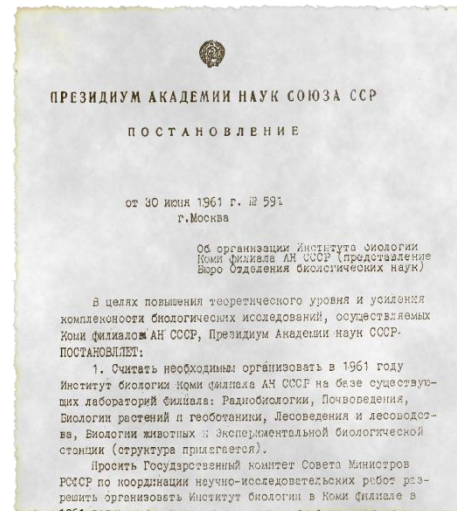 ПРЕЗИДИУМ АКАДЕМИИ НАУК СОЮЗА ССР
ПОСТАНОВЛЕНИЕ
от 30 июня 1961 г. № 591
г.Москва
Об организации Института биологии
Коми филиала АН СССР (представление
Бюро Отделения биологических наук)
В целях повышения теоретического уровня и усиления
комплексности биологических исследований, осуществляемых
Коми филиалом АН СССР, Президиум Академии наук СССР
ПОСТАНОВЛЯЕТ:
1. Считать необходимым организовать в 1961 году
Институт биологии Коми филиала АН СССР на базе существую-
щих лабораторий филиала: Радиобиологии, Почвоведения,
Биологии растений и геоботаники, Лесоведения и лесоводст-
ва, Биологии животных и Экспериментальной биологической
станции (структура прилагается).
Просить Государственный комитет Совета Министров
РСФСР по координации научно-исследовательских работ раз-
решить организовать Институт биологии в Коми филиале в